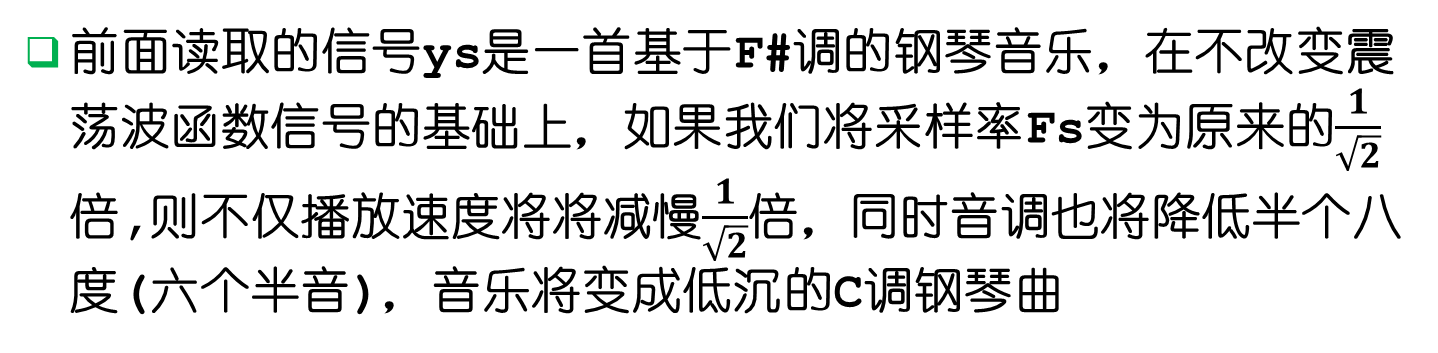 前面读取的信号ys是一首基于F#调的钢琴音乐，在不改变震
荡波函数信号的基础上，如果我们将采样率Fs变为原来的1/√2
倍,则不仅播放速度将将减慢1/√2倍，同时音调也将降低半个八
度(六个半音)，音乐将变成低沉的C调钢琴曲